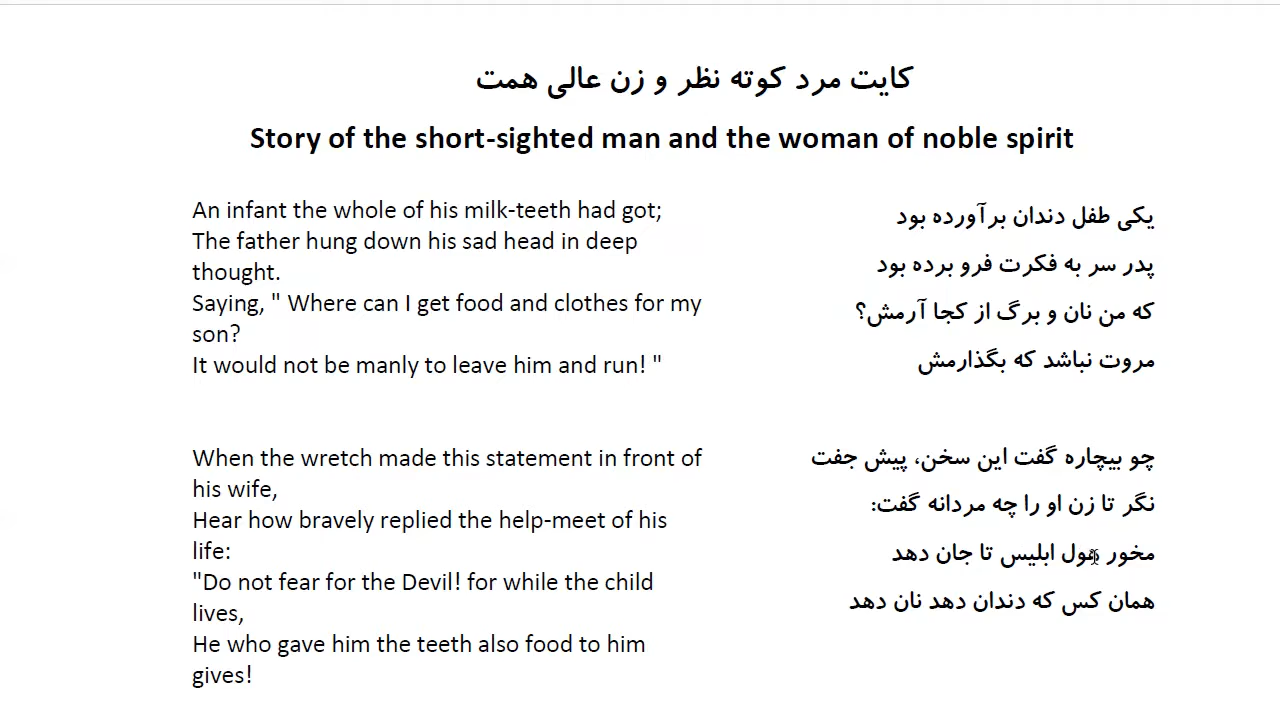 کایت مرد کوته نظر و زن عالی همت
Story of the short-sighted man and the woman of noble spirit
An infant the whole of his milk-teeth had got;
The father hung down his sad head in deep
thought.
Saying, " Where can I get food and clothes for my
son?
It would not be manly to leave him and run! "
When the wretch made this statement in front of
his wife,
Hear how bravely replied the help-meet of his
life:
"Do not fear for the Devil! for while the child
lives,
He who gave him the teeth also food to him
gives!
یکی طفل دندان برآورده بود
پدر سر به فکرت فرو برده بود
که من نان و برگ از کجا آرمش؟
مروت نباشد که بگذارمش
چو بیچاره گفت این سخن، پیش جفت
نگر تا زن او را چه مردانه گفت:
مخور هول ابلیس تا جان دهد
همان کس که دندان دهد نان دهد